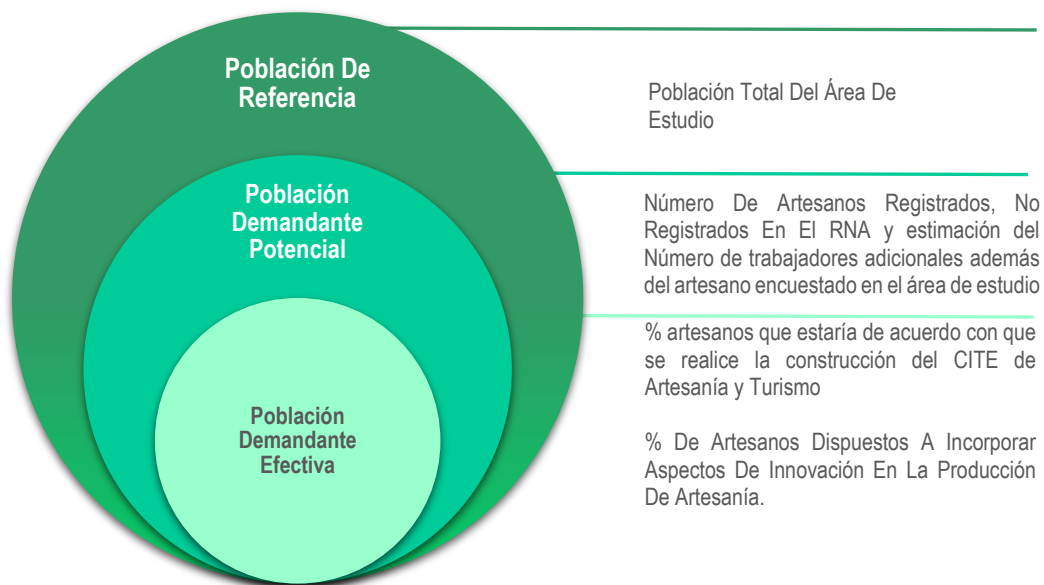 Población De
Referencia
Población Total Del Área De
Estudio
Población
Demandante
Potencial
Número De Artesanos Registrados, No
Registrados En El RNA y estimación del
Número de trabajadores adicionales además
del artesano encuestado en el área de estudio
Población
Demandante
Efectiva
% artesanos que estaría de acuerdo con que
se realice la construcción del CITE de
Artesanía y Turismo
% De Artesanos Dispuestos A Incorporar
Aspectos De Innovación En La Producción
De Artesanía.